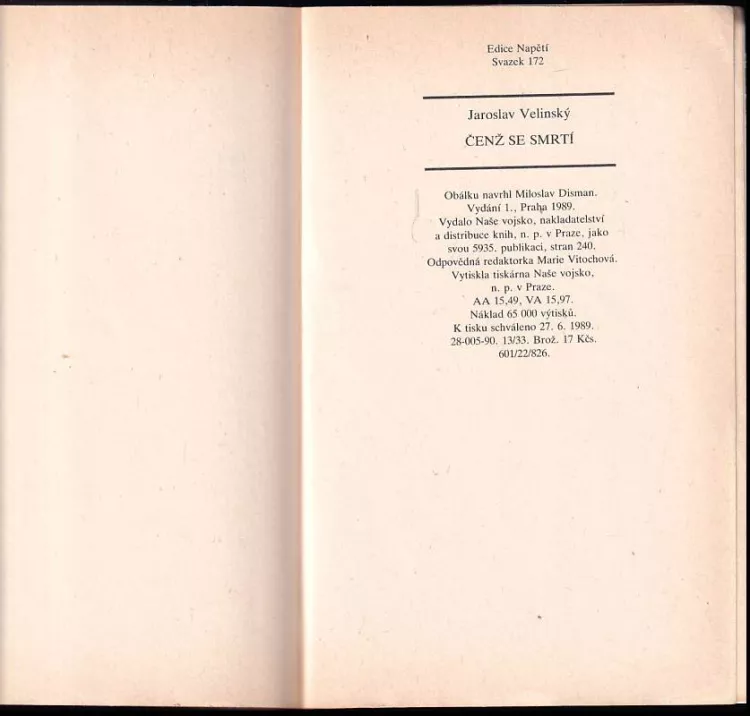 Edice Napětí
Svazek 172
Jaroslav Velinský
ČENŽ SE SMRTÍ
Obálku navrhl Miloslav Disman.
Vydání 1., Praha 1989.
Vydalo Naše vojsko, nakladatelství
a distribuce knih, n. p. v Praze, jako
svou 5935. publikaci, stran 240.
Odpovědná redaktorka Marie Vitochová.
Vytiskla tiskárna Naše vojsko,
n. p. v Praze.
AA 15,49, VA 15,97.
Náklad 65 000 výtisků.
K tisku schváleno 27. 6. 1989.
28-005-90. 13/33. Brož. 17 Kčs.
601/22/826.